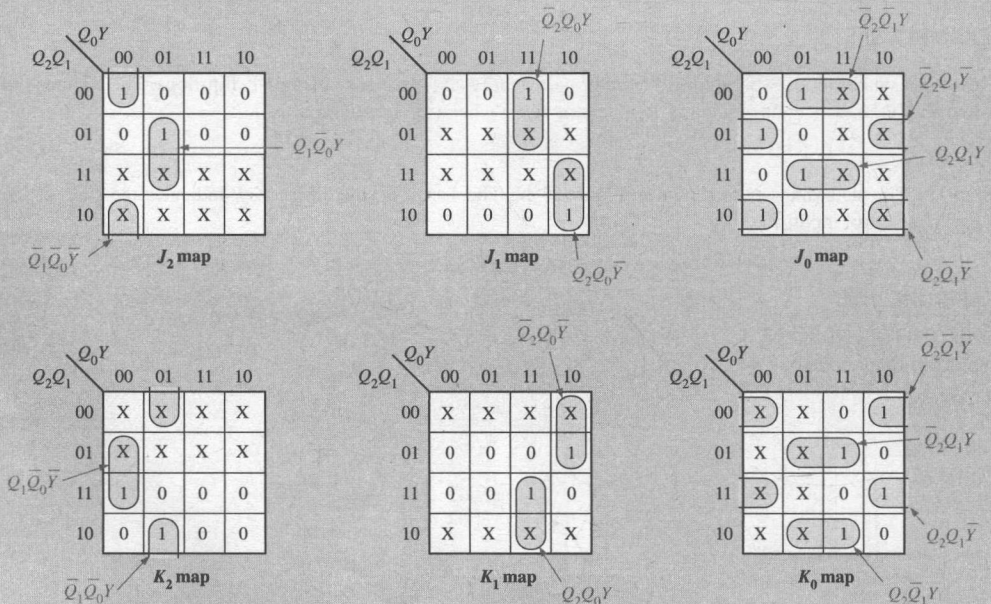 Q₀Y
Q₂Q₁ 00 01 11 10
00 1 0 0 0
01 0 1 0 0
Q₁Q̄₀Y
11 X X X X
10 X X X X
Q̄₁Q̄₀Ȳ
J₂ map
Q̄₂Q₀Y
Q₀Y
Q₂Q₁ 00 01 11 10
00 0 0 1 0
01 X X X X
11 X X X X
10 0 0 0 1
J₁ map
Q₂Q₀Ȳ
Q̄₂Q̄₁Y
Q₀Y
Q₂Q₁ 00 01 11 10
Q̄₂Q₁Ȳ
00 0 1 X X
01 1 0 X X
Q₂Q₁Y
11 0 1 X X
10 1 0 X X
J₀ map
Q₂Q̄₁Ȳ
Q₀Y
Q₂Q₁ 00 01 11 10
00 X X X X
01 X X X X
Q₁Q̄₀Ȳ
11 1 0 0 0
10 0 1 0 0
Q̄₁Q̄₀Y
K₂ map
Q̄₂Q₀Ȳ
Q₀Y
Q₂Q₁ 00 01 11 10
00 X X X X
01 0 0 0 1
11 0 0 1 0
10 X X X X
K₁ map
Q₂Q₀Y
Q̄₂Q̄₁Ȳ
Q₀Y
Q₂Q₁ 00 01 11 10
00 X X 0 1
Q̄₂Q₁Y
01 X X 1 0
11 X X 0 1
Q₂Q₁Ȳ
10 X X 1 0
K₀ map
Q₂Q̄₁Y